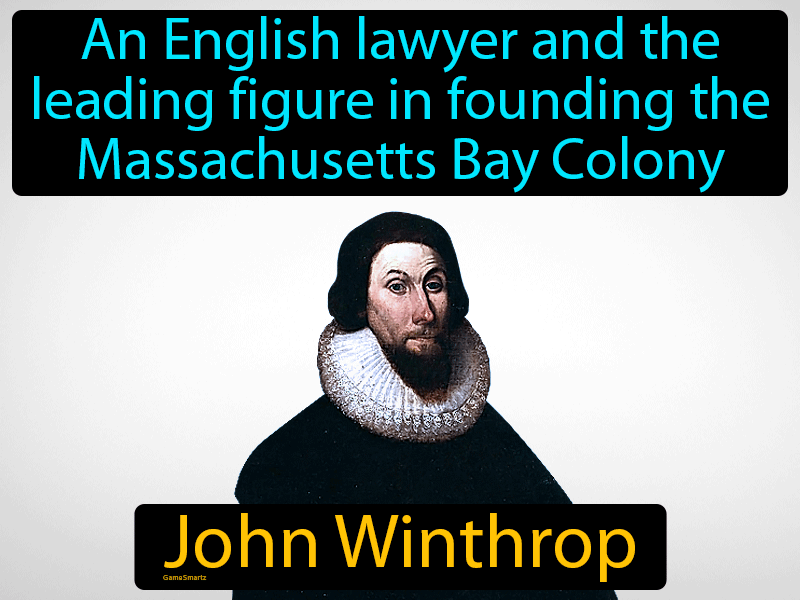 An English lawyer and the
leading figure in founding the
Massachusetts Bay Colony
John Winthrop
GameSmartz